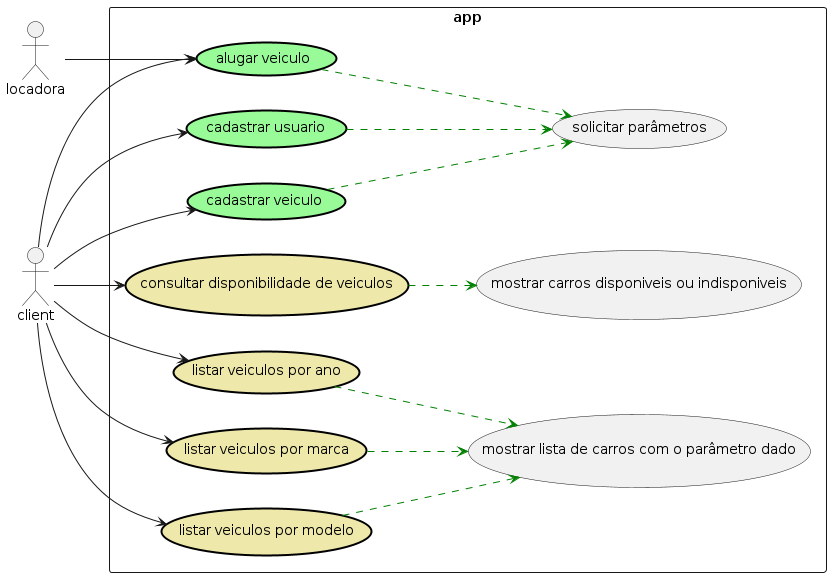 app
locadora
alugar veiculo
cadastrar usuario
solicitar parâmetros
cadastrar veiculo
client
consultar disponibilidade de veiculos
mostrar carros disponiveis ou indisponiveis
listar veiculos por ano
listar veiculos por marca
mostrar lista de carros com o parâmetro dado
listar veiculos por modelo